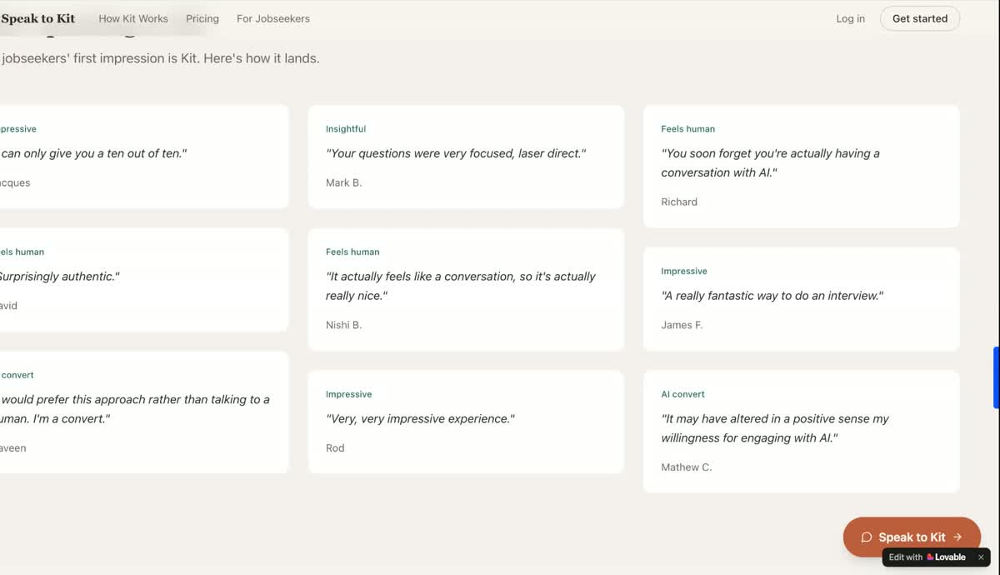 Speak to Kit
How Kit Works
Pricing
For Jobseekers
Log in
Get started
jobseekers' first impression is Kit. Here's how it lands.
pressive
can only give you a ten out of ten."
cques
els human
Surprisingly authentic."
avid
convert
would prefer this approach rather than talking to a
uman. I'm a convert."
aveen
Insightful
"Your questions were very focused, laser direct."
Mark B.
Feels human
"It actually feels like a conversation, so it's actually
really nice."
Nishi B.
Impressive
"Very, very impressive experience."
Rod
Feels human
"You soon forget you're actually having a
conversation with AI."
Richard
Impressive
"A really fantastic way to do an interview."
James F.
AI convert
"It may have altered in a positive sense my
willingness for engaging with AI."
Mathew C.
Speak to Kit →
Edit with Lovable ×